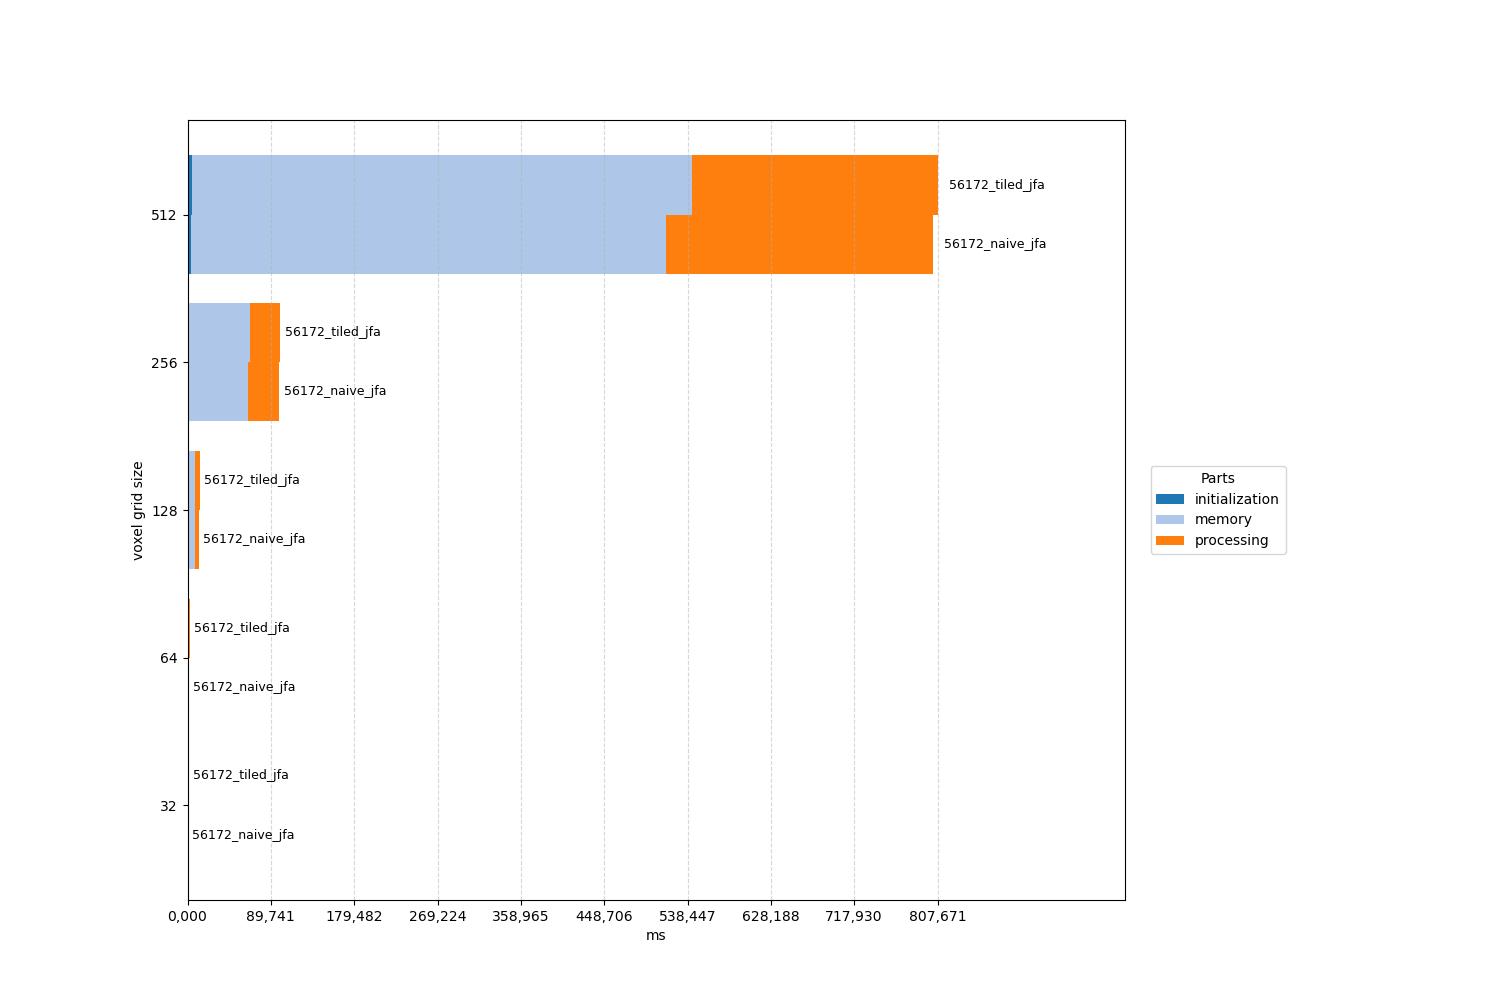 56172_tiled_jfa
512
56172_naive_jfa
56172_tiled_jfa
256
56172_naive_jfa
56172_tiled_jfa
128
56172_naive_jfa
56172_tiled_jfa
64
56172_naive_jfa
56172_tiled_jfa
32
56172_naive_jfa
voxel grid size
0,000 89,741 179,482 269,224 358,965 448,706 538,447 628,188 717,930 807,671
ms
Parts
initialization
memory
processing